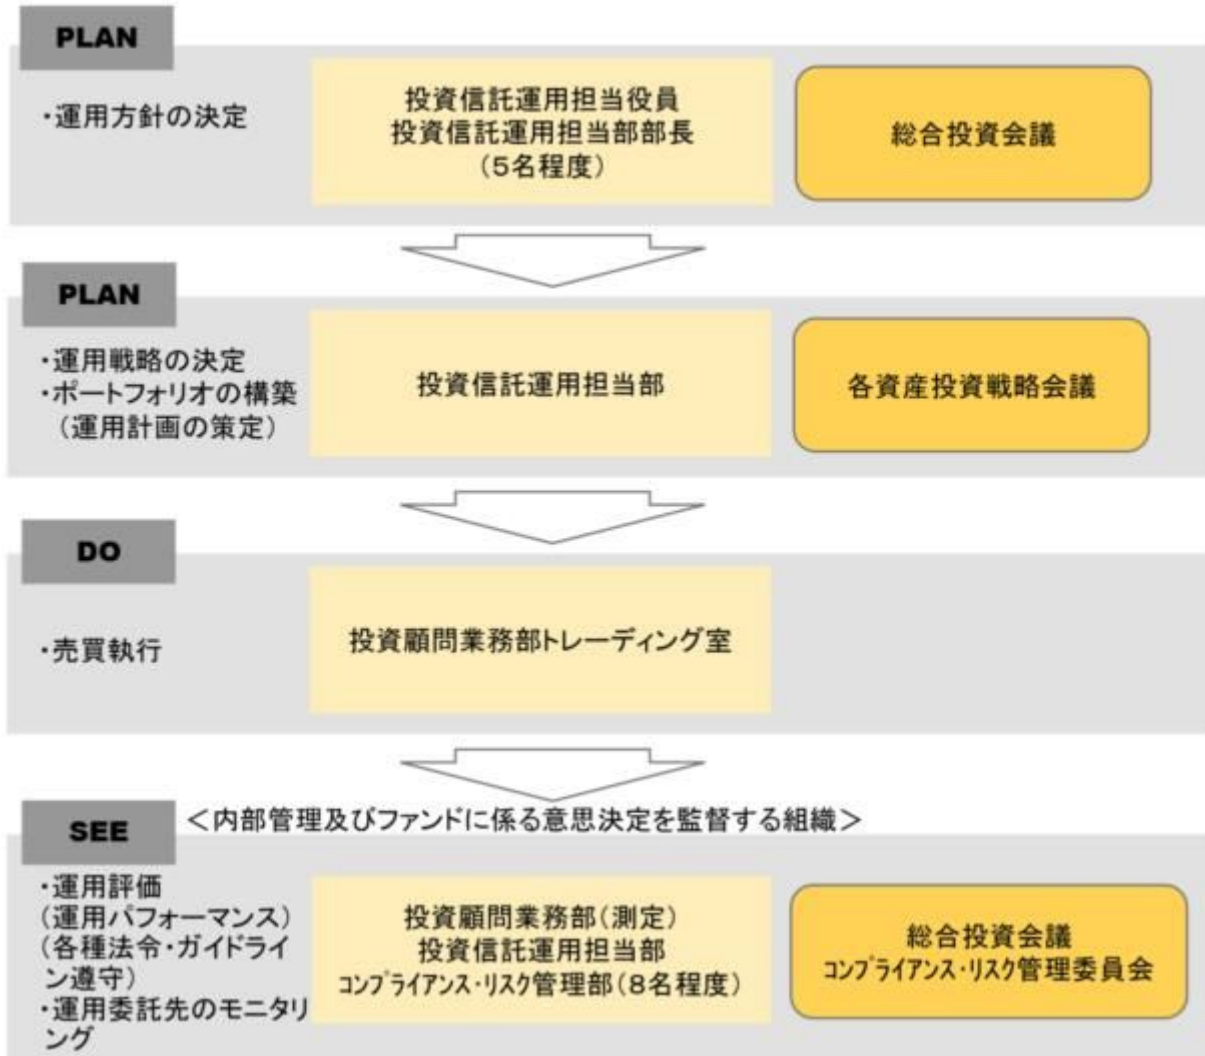 PLAN
・運用方針の決定
投資信託運用担当役員
投資信託運用担当部部長
(5名程度)
総合投資会議
PLAN
・運用戦略の決定
・ポートフォリオの構築
(運用計画の策定)
投資信託運用担当部
各資産投資戦略会議
DO
・売買執行
投資顧問業務部トレーディング室
SEE
＜内部管理及びファンドに係る意思決定を監督する組織＞
・運用評価
(運用パフォーマンス)
(各種法令・ガイドライ
ン遵守)
・運用委託先のモニタリ
ング
投資顧問業務部(測定)
投資信託運用担当部
ｺﾝﾌﾟﾗｲｱﾝｽ・ﾘｽｸ管理部(8名程度)
総合投資会議
ｺﾝﾌﾟﾗｲｱﾝｽ・ﾘｽｸ管理委員会